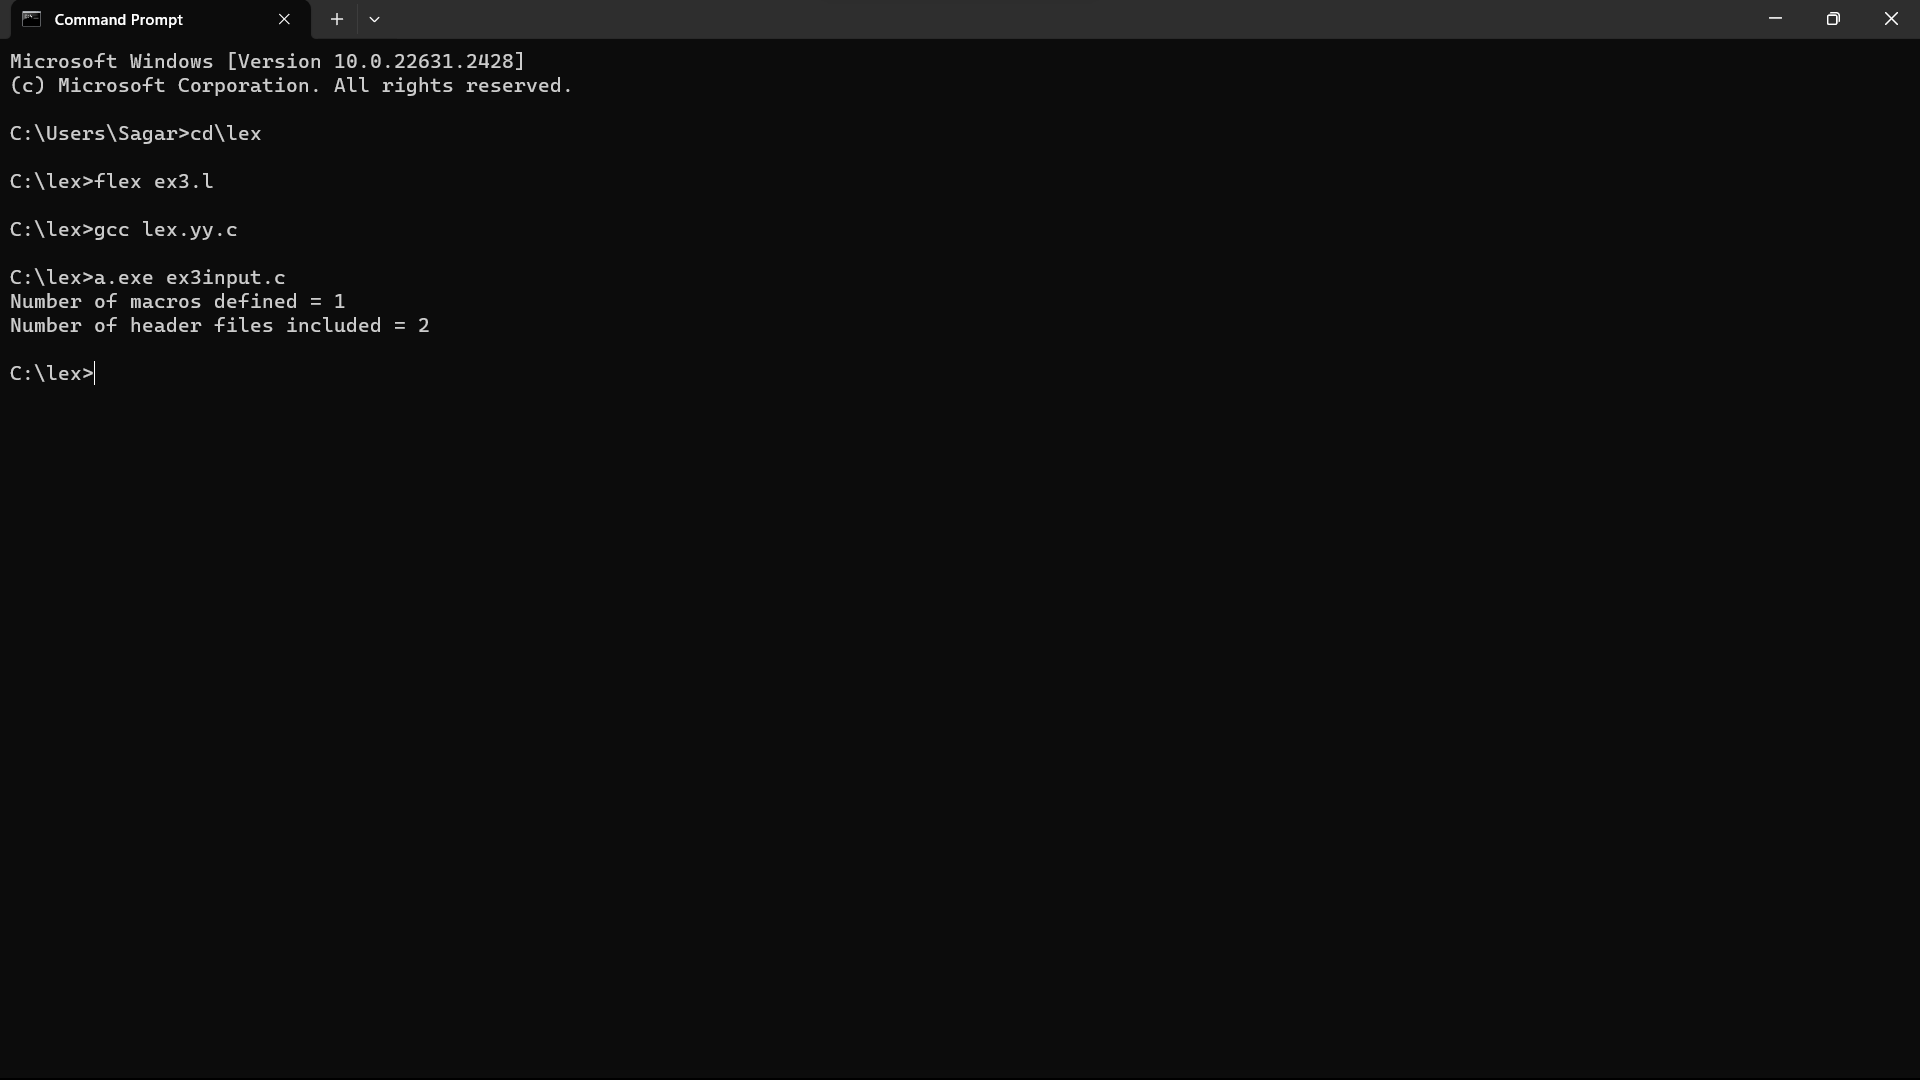 Command Prompt
Microsoft Windows [Version 10.0.22631.2428]
(c) Microsoft Corporation. All rights reserved.
C:\Users\Sagar>cd\lex
C:\lex>flex ex3.l
C:\lex>gcc lex.yy.c
C:\lex>a.exe ex3input.c
Number of macros defined = 1
Number of header files included = 2
C:\lex>